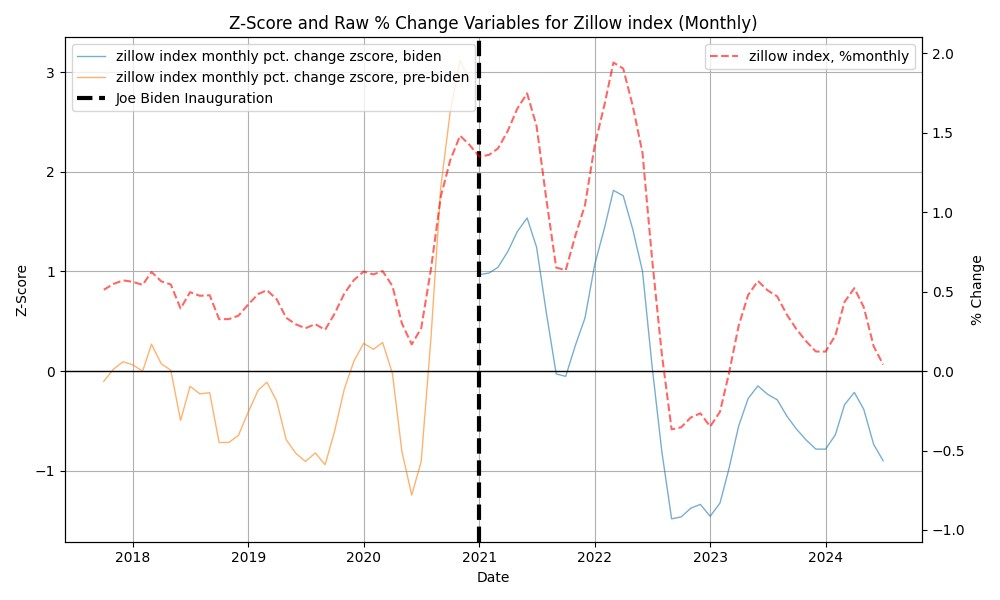 Z-Score and Raw % Change Variables for Zillow index (Monthly)
zillow index monthly pct. change zscore, biden
zillow index monthly pct. change zscore, pre-biden
Joe Biden Inauguration
zillow index, %monthly
Z-Score
3
2
1
0
−1
% Change
2.0
1.5
1.0
0.5
0.0
−0.5
−1.0
2018 2019 2020 2021 2022 2023 2024
Date